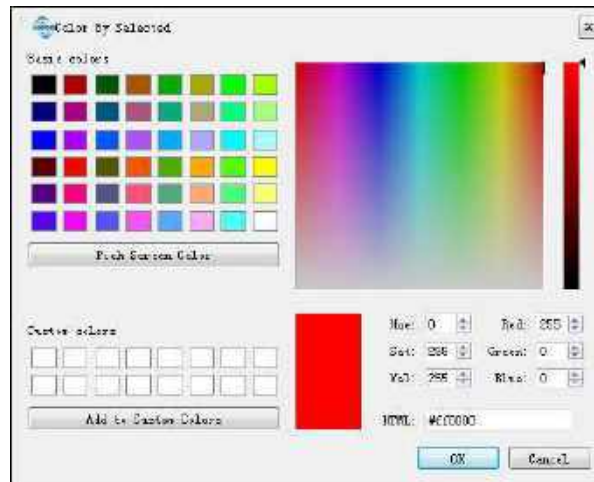 Color By Selected
Basic colors
Pick Screen Color
Custom colors
Add to Custom Colors
Hue: 0
Red: 255
Sat: 255
Green: 0
Val: 255
Blue: 0
HTML: #ff0000
OK
Cancel